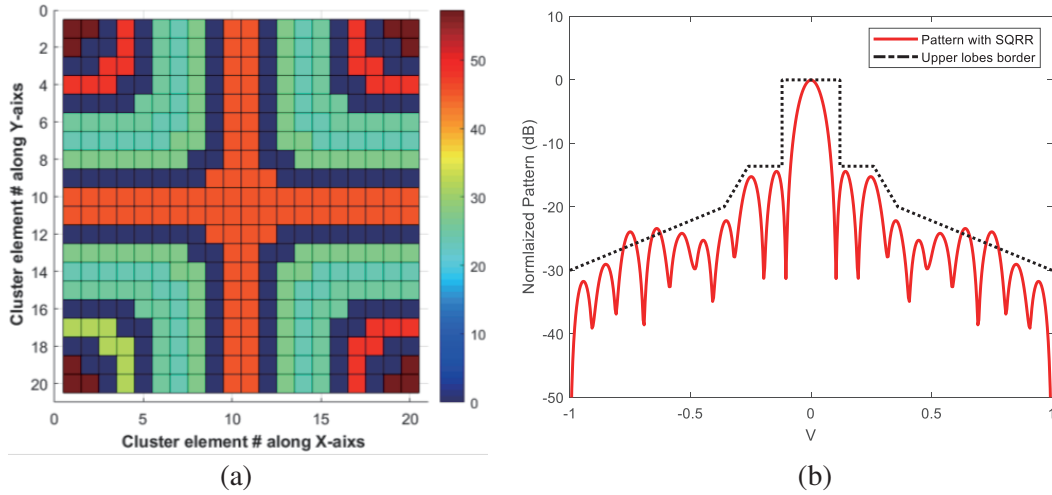 0
2
4
6
8
10
12
14
16
18
20
Cluster element # along Y-aixs
0 5 10 15 20
Cluster element # along X-aixs
50
40
30
20
10
0
(a)
10
0
-10
-20
-30
-40
-50
Normlaized Pattern (dB)
-1 -0.5 0 0.5 1
V
Pattern with SQRR
Upper lobes border
(b)